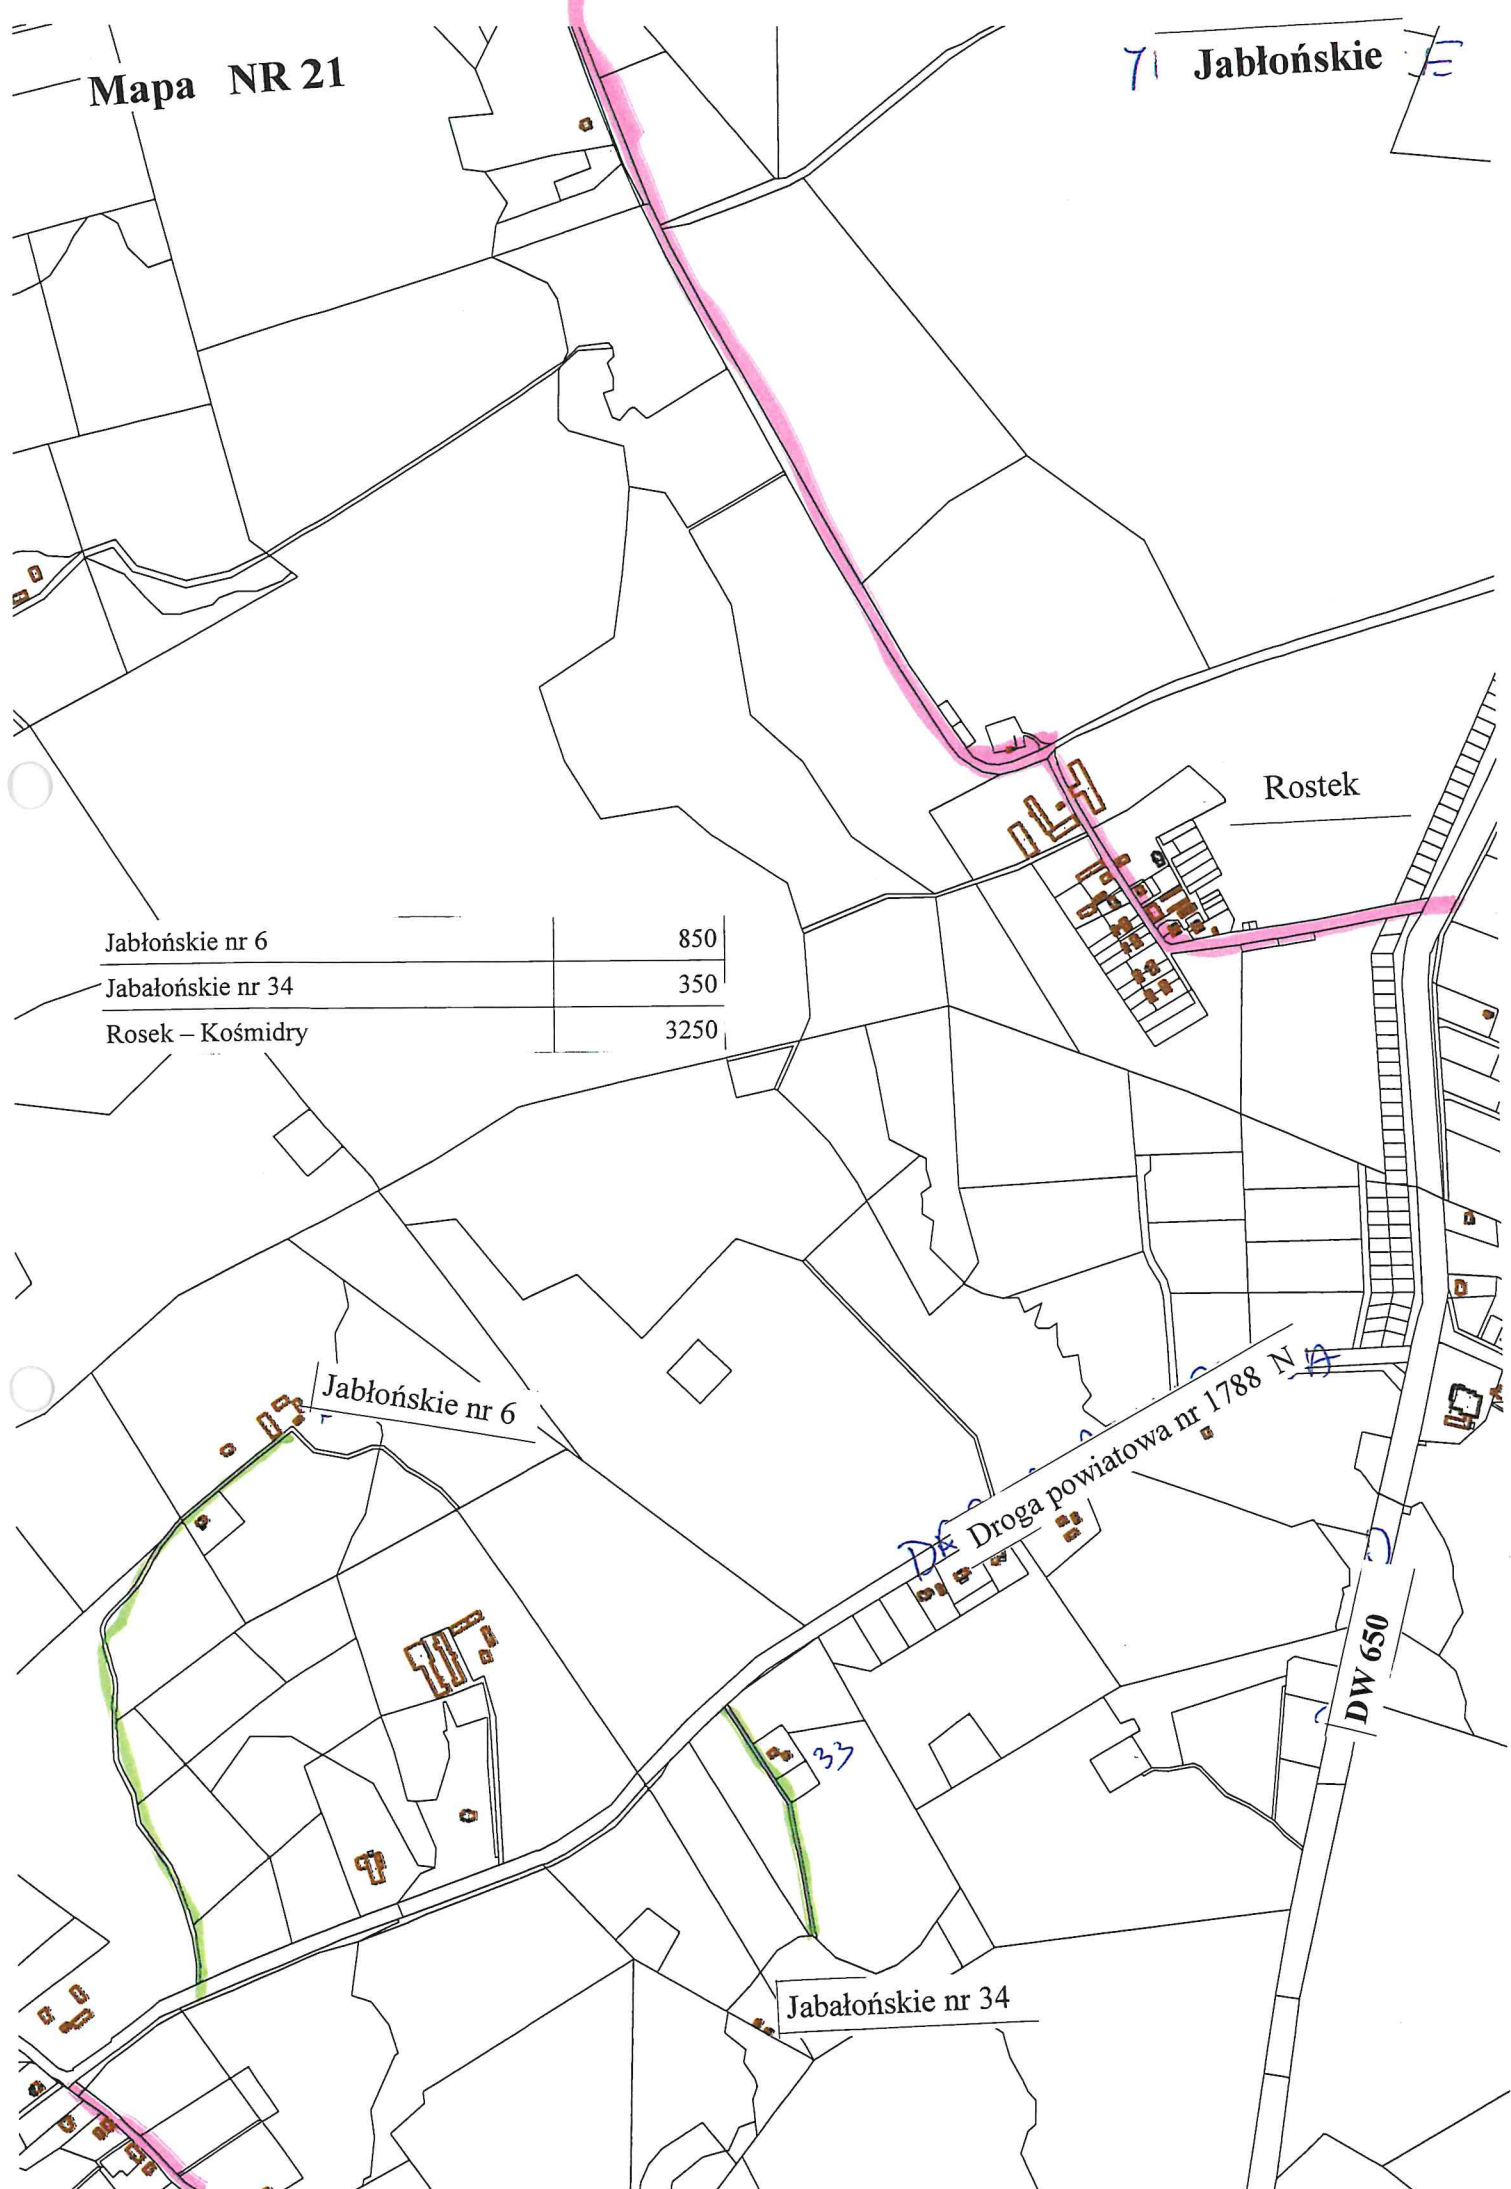 Mapa NR 21
71 Jabłońskie E
Rostek
Jabłońskie nr 6 850
Jabałońskie nr 34 350
Rosek – Kośmidry 3250
Jabłońskie nr 6
Droga powiatowa nr 1788 N
A
DW 650
33
Jabałońskie nr 34